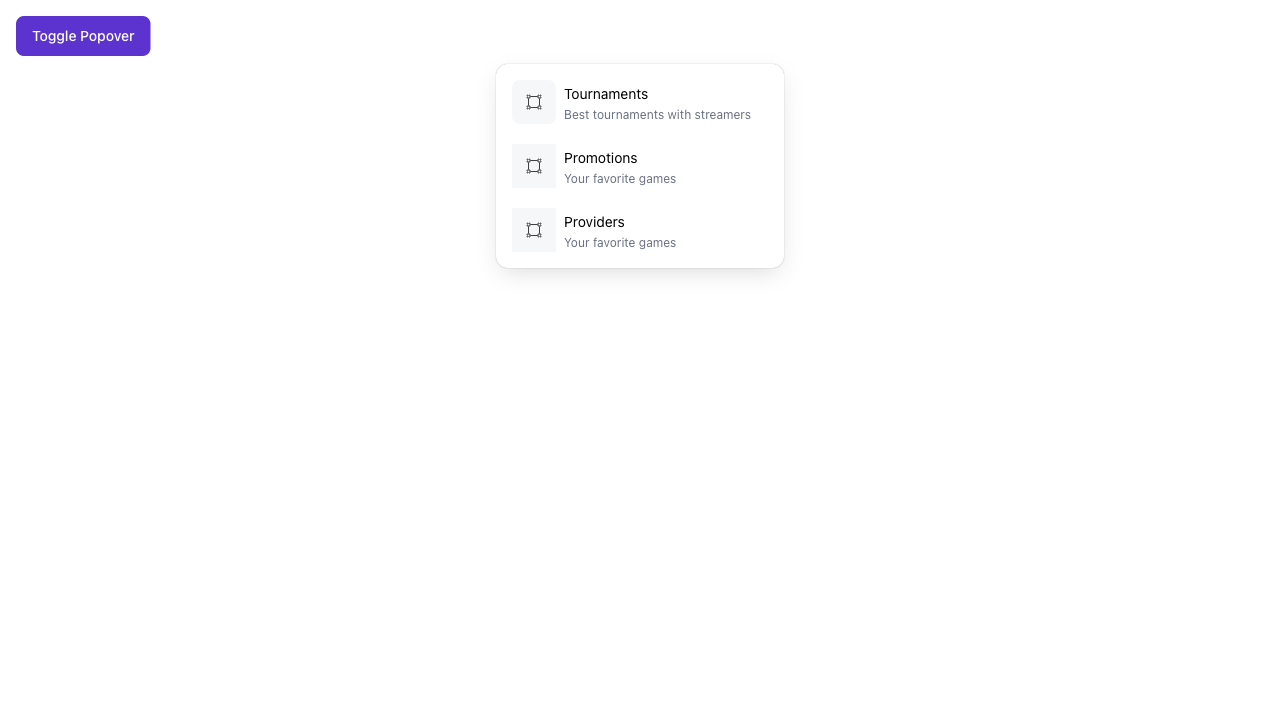 Toggle Popover
Tournaments
Best tournaments with streamers
Promotions
Your favorite games
Providers
Your favorite games